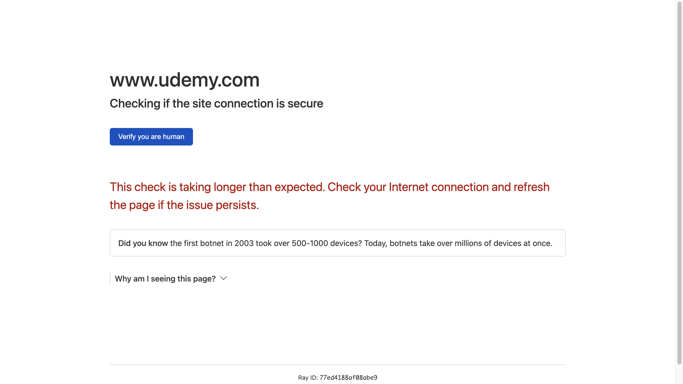 www.udemy.com
Checking if the site connection is secure
Verify you are human
This check is taking longer than expected. Check your Internet connection and refresh
the page if the issue persists.
Did you know the first botnet in 2003 took over 500-1000 devices? Today, botnets take over millions of devices at once.
Why am I seeing this page?
Ray ID: 77ed4188af08abe9